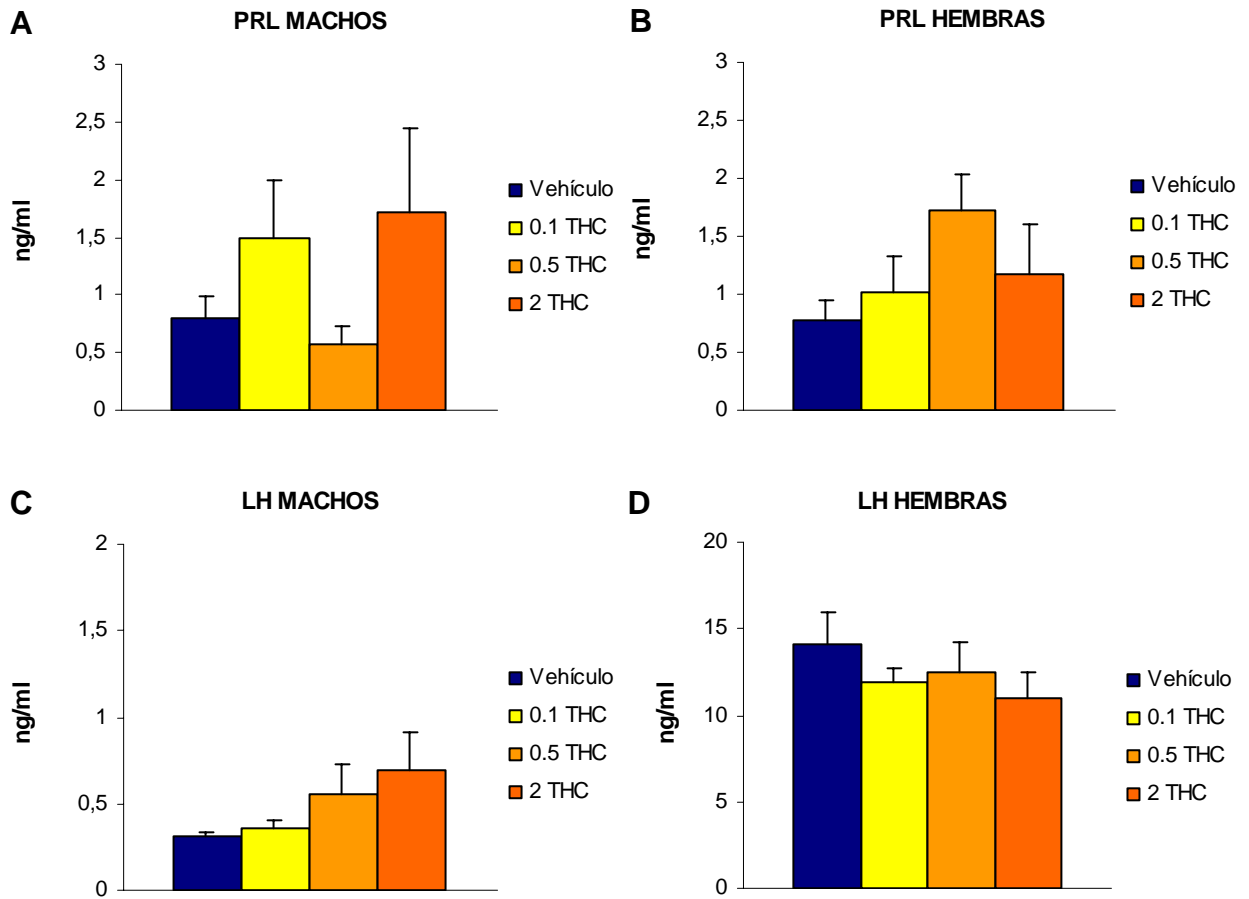 A
PRL MACHOS
3
2,5
2
1,5
1
0,5
0
ng/ml
Vehículo
0.1 THC
0.5 THC
2 THC
B
PRL HEMBRAS
3
2,5
2
1,5
1
0,5
0
ng/ml
Vehículo
0.1 THC
0.5 THC
2 THC
C
LH MACHOS
2
1,5
1
0,5
0
ng/ml
Vehículo
0.1 THC
0.5 THC
2 THC
D
LH HEMBRAS
20
15
10
5
0
ng/ml
Vehículo
0.1 THC
0.5 THC
2 THC